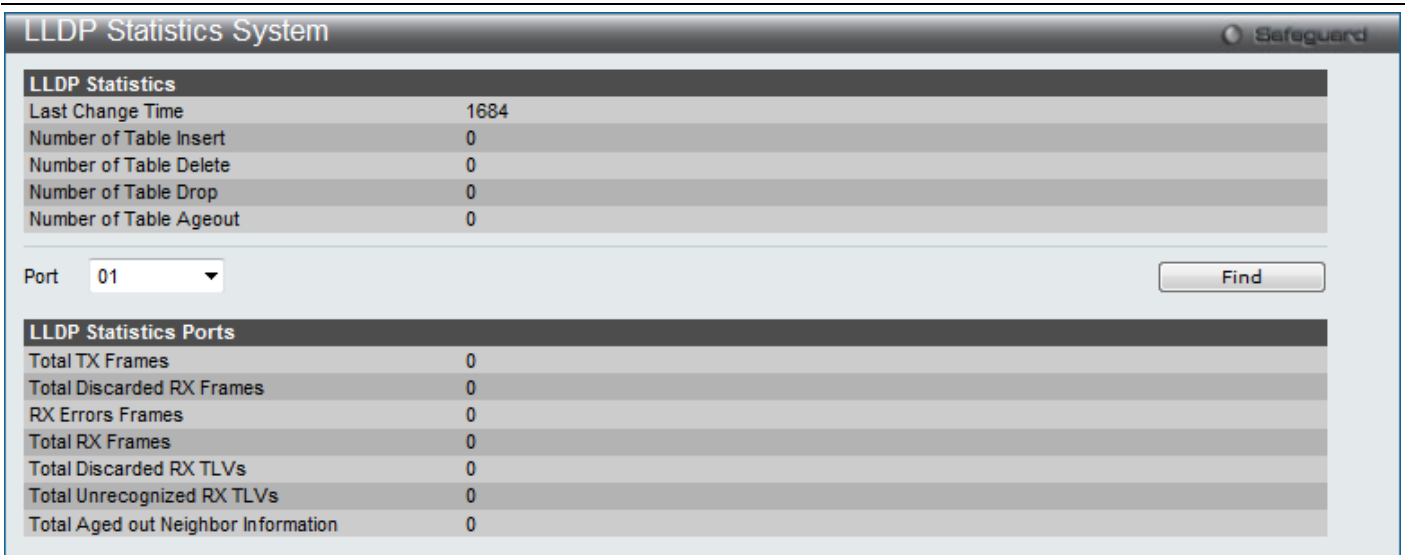 LLDP Statistics System
Safeguard
LLDP Statistics
Last Change Time 1684
Number of Table Insert 0
Number of Table Delete 0
Number of Table Drop 0
Number of Table Ageout 0
Port 01 Find
LLDP Statistics Ports
Total TX Frames 0
Total Discarded RX Frames 0
RX Errors Frames 0
Total RX Frames 0
Total Discarded RX TLVs 0
Total Unrecognized RX TLVs 0
Total Aged out Neighbor Information 0